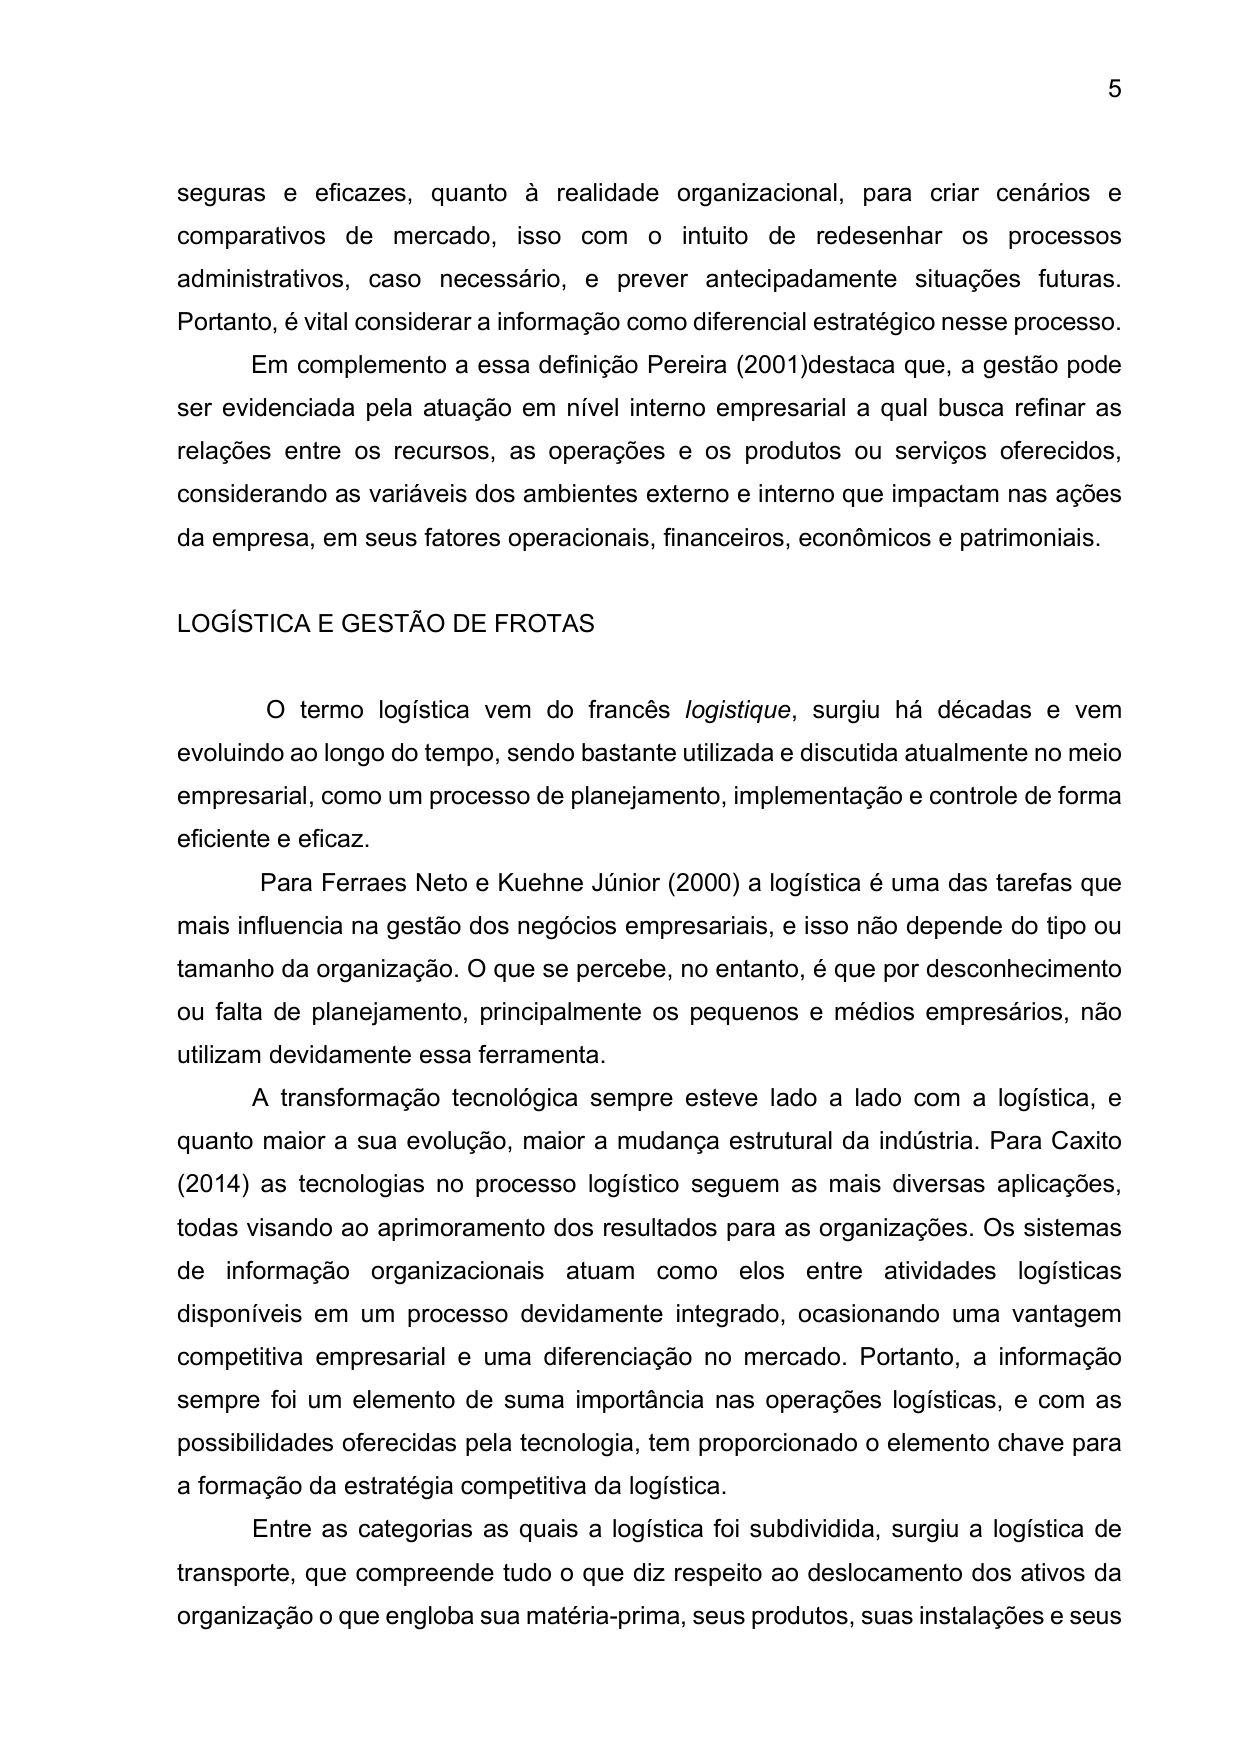 5
seguras e eficazes, quanto à realidade organizacional, para criar cenários e
comparativos de mercado, isso com o intuito de redesenhar os processos
administrativos, caso necessário, e prever antecipadamente situações futuras.
Portanto, é vital considerar a informação como diferencial estratégico nesse processo.
Em complemento a essa definição Pereira (2001)destaca que, a gestão pode
ser evidenciada pela atuação em nível interno empresarial a qual busca refinar as
relações entre os recursos, as operações e os produtos ou serviços oferecidos,
considerando as variáveis dos ambientes externo e interno que impactam nas ações
da empresa, em seus fatores operacionais, financeiros, econômicos e patrimoniais.
LOGÍSTICA E GESTÃO DE FROTAS
O termo logística vem do francês logistique, surgiu há décadas e vem
evoluindo ao longo do tempo, sendo bastante utilizada e discutida atualmente no meio
empresarial, como um processo de planejamento, implementação e controle de forma
eficiente e eficaz.
Para Ferraes Neto e Kuehne Júnior (2000) a logística é uma das tarefas que
mais influencia na gestão dos negócios empresariais, e isso não depende do tipo ou
tamanho da organização. O que se percebe, no entanto, é que por desconhecimento
ou falta de planejamento, principalmente os pequenos e médios empresários, não
utilizam devidamente essa ferramenta.
A transformação tecnológica sempre esteve lado a lado com a logística, e
quanto maior a sua evolução, maior a mudança estrutural da indústria. Para Caxito
(2014) as tecnologias no processo logístico seguem as mais diversas aplicações,
todas visando ao aprimoramento dos resultados para as organizações. Os sistemas
de informação organizacionais atuam como elos entre atividades logísticas
disponíveis em um processo devidamente integrado, ocasionando uma vantagem
competitiva empresarial e uma diferenciação no mercado. Portanto, a informação
sempre foi um elemento de suma importância nas operações logísticas, e com as
possibilidades oferecidas pela tecnologia, tem proporcionado o elemento chave para
a formação da estratégia competitiva da logística.
Entre as categorias as quais a logística foi subdividida, surgiu a logística de
transporte, que compreende tudo o que diz respeito ao deslocamento dos ativos da
organização o que engloba sua matéria-prima, seus produtos, suas instalações e seus